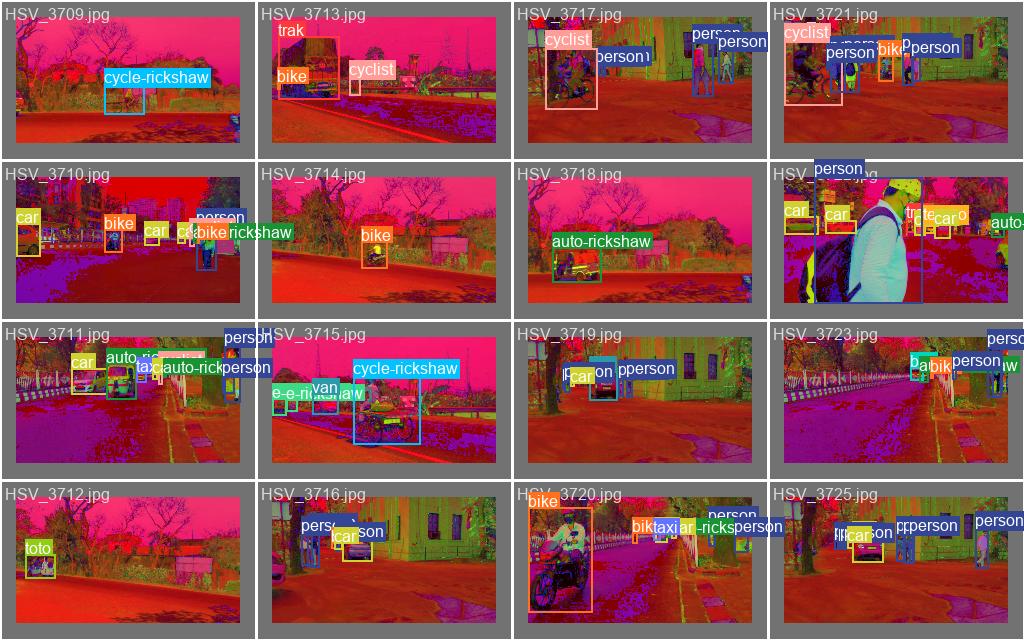 HSV_3709.jpg
cycle-rickshaw
HSV_3713.jpg
trak
bike
cyclist
HSV_3717.jpg
cyclist
person
person
person
HSV_3721.jpg
cyclist
bike
person
HSV_3710.jpg
car
bike
car
person
bike
rickshaw
HSV_3714.jpg
bike
HSV_3718.jpg
auto-rickshaw
person
car
car
car
auto-
HSV_3711.jpg
car
person
auto-rick
person
HSV_3715.jpg
cycle-rickshaw
van
HSV_3719.jpg
car
person
HSV_3723.jpg
person
person
HSV_3712.jpg
toto
HSV_3716.jpg
car
HSV_3720.jpg
bike
taxi
person
person
HSV_3725.jpg
car
person
person